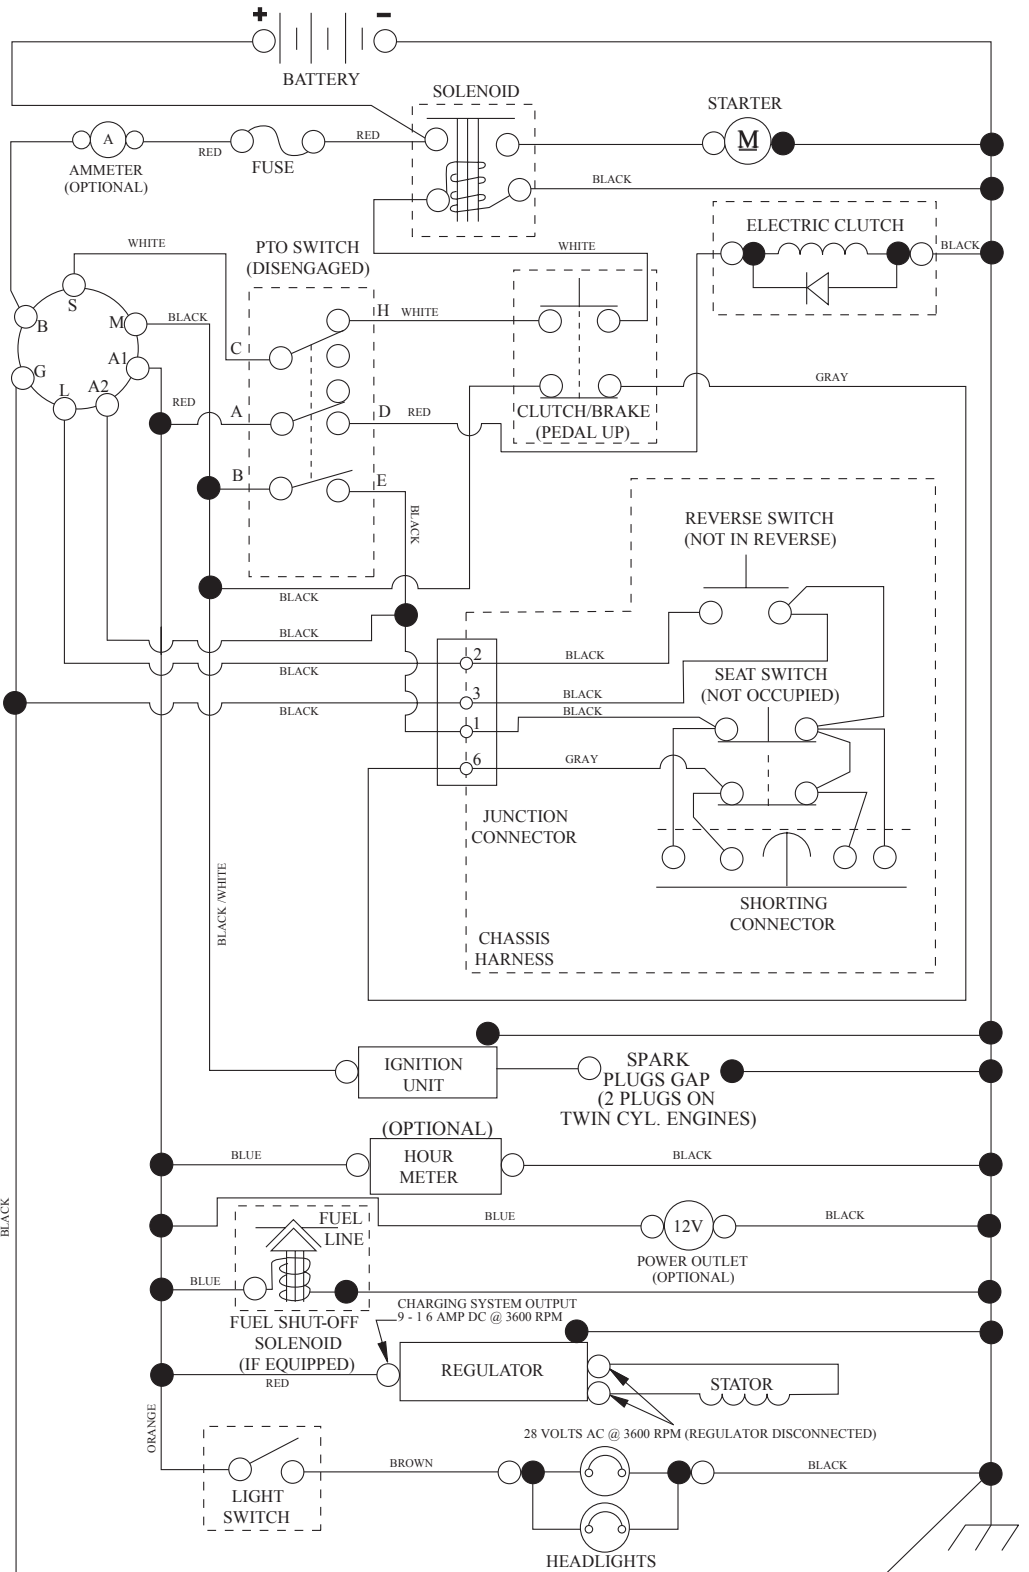 + −
BATTERY
SOLENOID
STARTER
A
M
RED
FUSE
RED
AMMETER
(OPTIONAL)
BLACK
WHITE
PTO SWITCH
(DISENGAGED)
WHITE
ELECTRIC CLUTCH
BLACK
S
B
M
BLACK
H
WHITE
C
A1
G
L
A2
RED
A
D
RED
CLUTCH/BRAKE
(PEDAL UP)
GRAY
B
E
BLACK
REVERSE SWITCH
(NOT IN REVERSE)
BLACK
BLACK
2
BLACK
BLACK
SEAT SWITCH
(NOT OCCUPIED)
3
BLACK
BLACK
1
BLACK
6
GRAY
JUNCTION
CONNECTOR
BLACK /WHITE
SHORTING
CONNECTOR
CHASSIS
HARNESS
IGNITION
UNIT
SPARK
PLUGS GAP
(2 PLUGS ON
TWIN CYL. ENGINES)
(OPTIONAL)
HOUR
METER
BLUE
BLACK
BLACK
FUEL
LINE
BLUE
12V
BLACK
POWER OUTLET
(OPTIONAL)
BLUE
FUEL SHUT-OFF
SOLENOID
(IF EQUIPPED)
CHARGING SYSTEM OUTPUT
9 - 1 6 AMP DC @ 3600 RPM
RED
REGULATOR
STATOR
28 VOLTS AC @ 3600 RPM (REGULATOR DISCONNECTED)
ORANGE
LIGHT
SWITCH
BROWN
BLACK
HEADLIGHTS